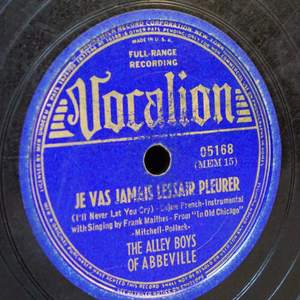 MADE IN U.S.A.
FULL-RANGE
RECORDING
Vocalion
05168
(MEM 15)
JE VAS JAMAIS LESSAIR PLEURER
(I'll Never Let You Cry) - Cajun French-Instrumental
with Singing by Frank Mailhes - From "In Old Chicago"
-Mitchell-Pollack-
THE ALLEY BOYS
OF ABBEVILLE